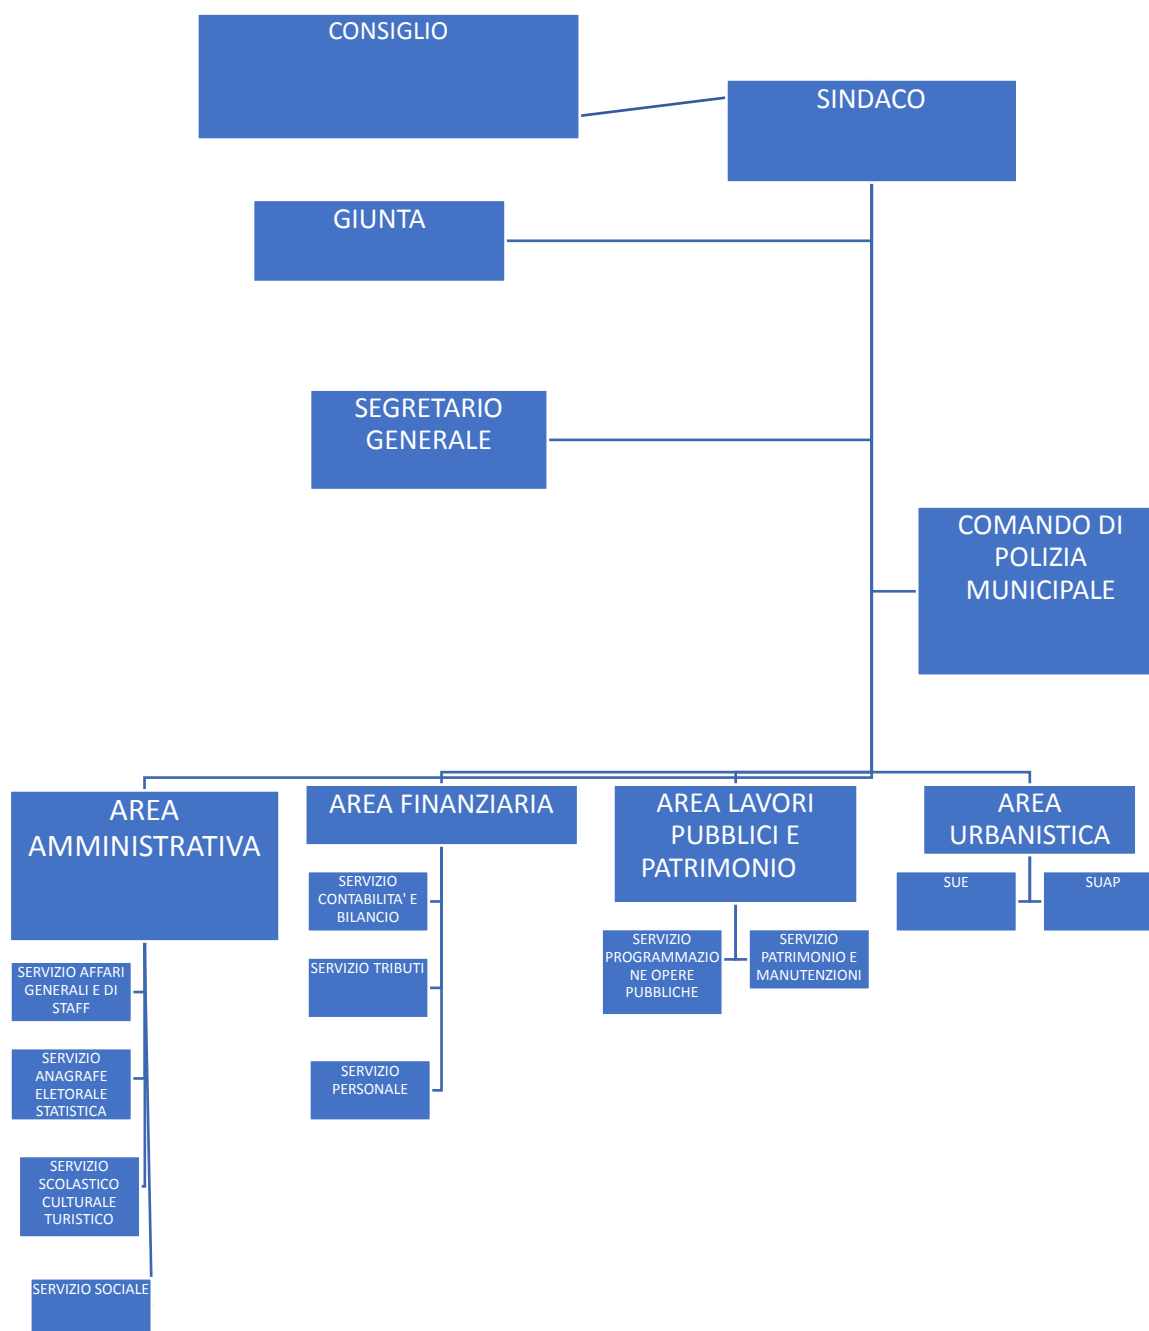 CONSIGLIO
SINDACO
GIUNTA
SEGRETARIO
GENERALE
COMANDO DI
POLIZIA
MUNICIPALE
AREA
AMMINISTRATIVA
SERVIZIO AFFARI
GENERALI E DI
STAFF
SERVIZIO
ANAGRAFE
ELETORALE
STATISTICA
SERVIZIO
SCOLASTICO
CULTURALE
TURISTICO
SERVIZIO SOCIALE
AREA FINANZIARIA
SERVIZIO
CONTABILITA' E
BILANCIO
SERVIZIO TRIBUTI
SERVIZIO
PERSONALE
AREA LAVORI
PUBBLICI E
PATRIMONIO
SERVIZIO
PROGRAMMAZIO
NE OPERE
PUBBLICHE
SERVIZIO
PATRIMONIO E
MANUTENZIONI
AREA
URBANISTICA
SUE
SUAP